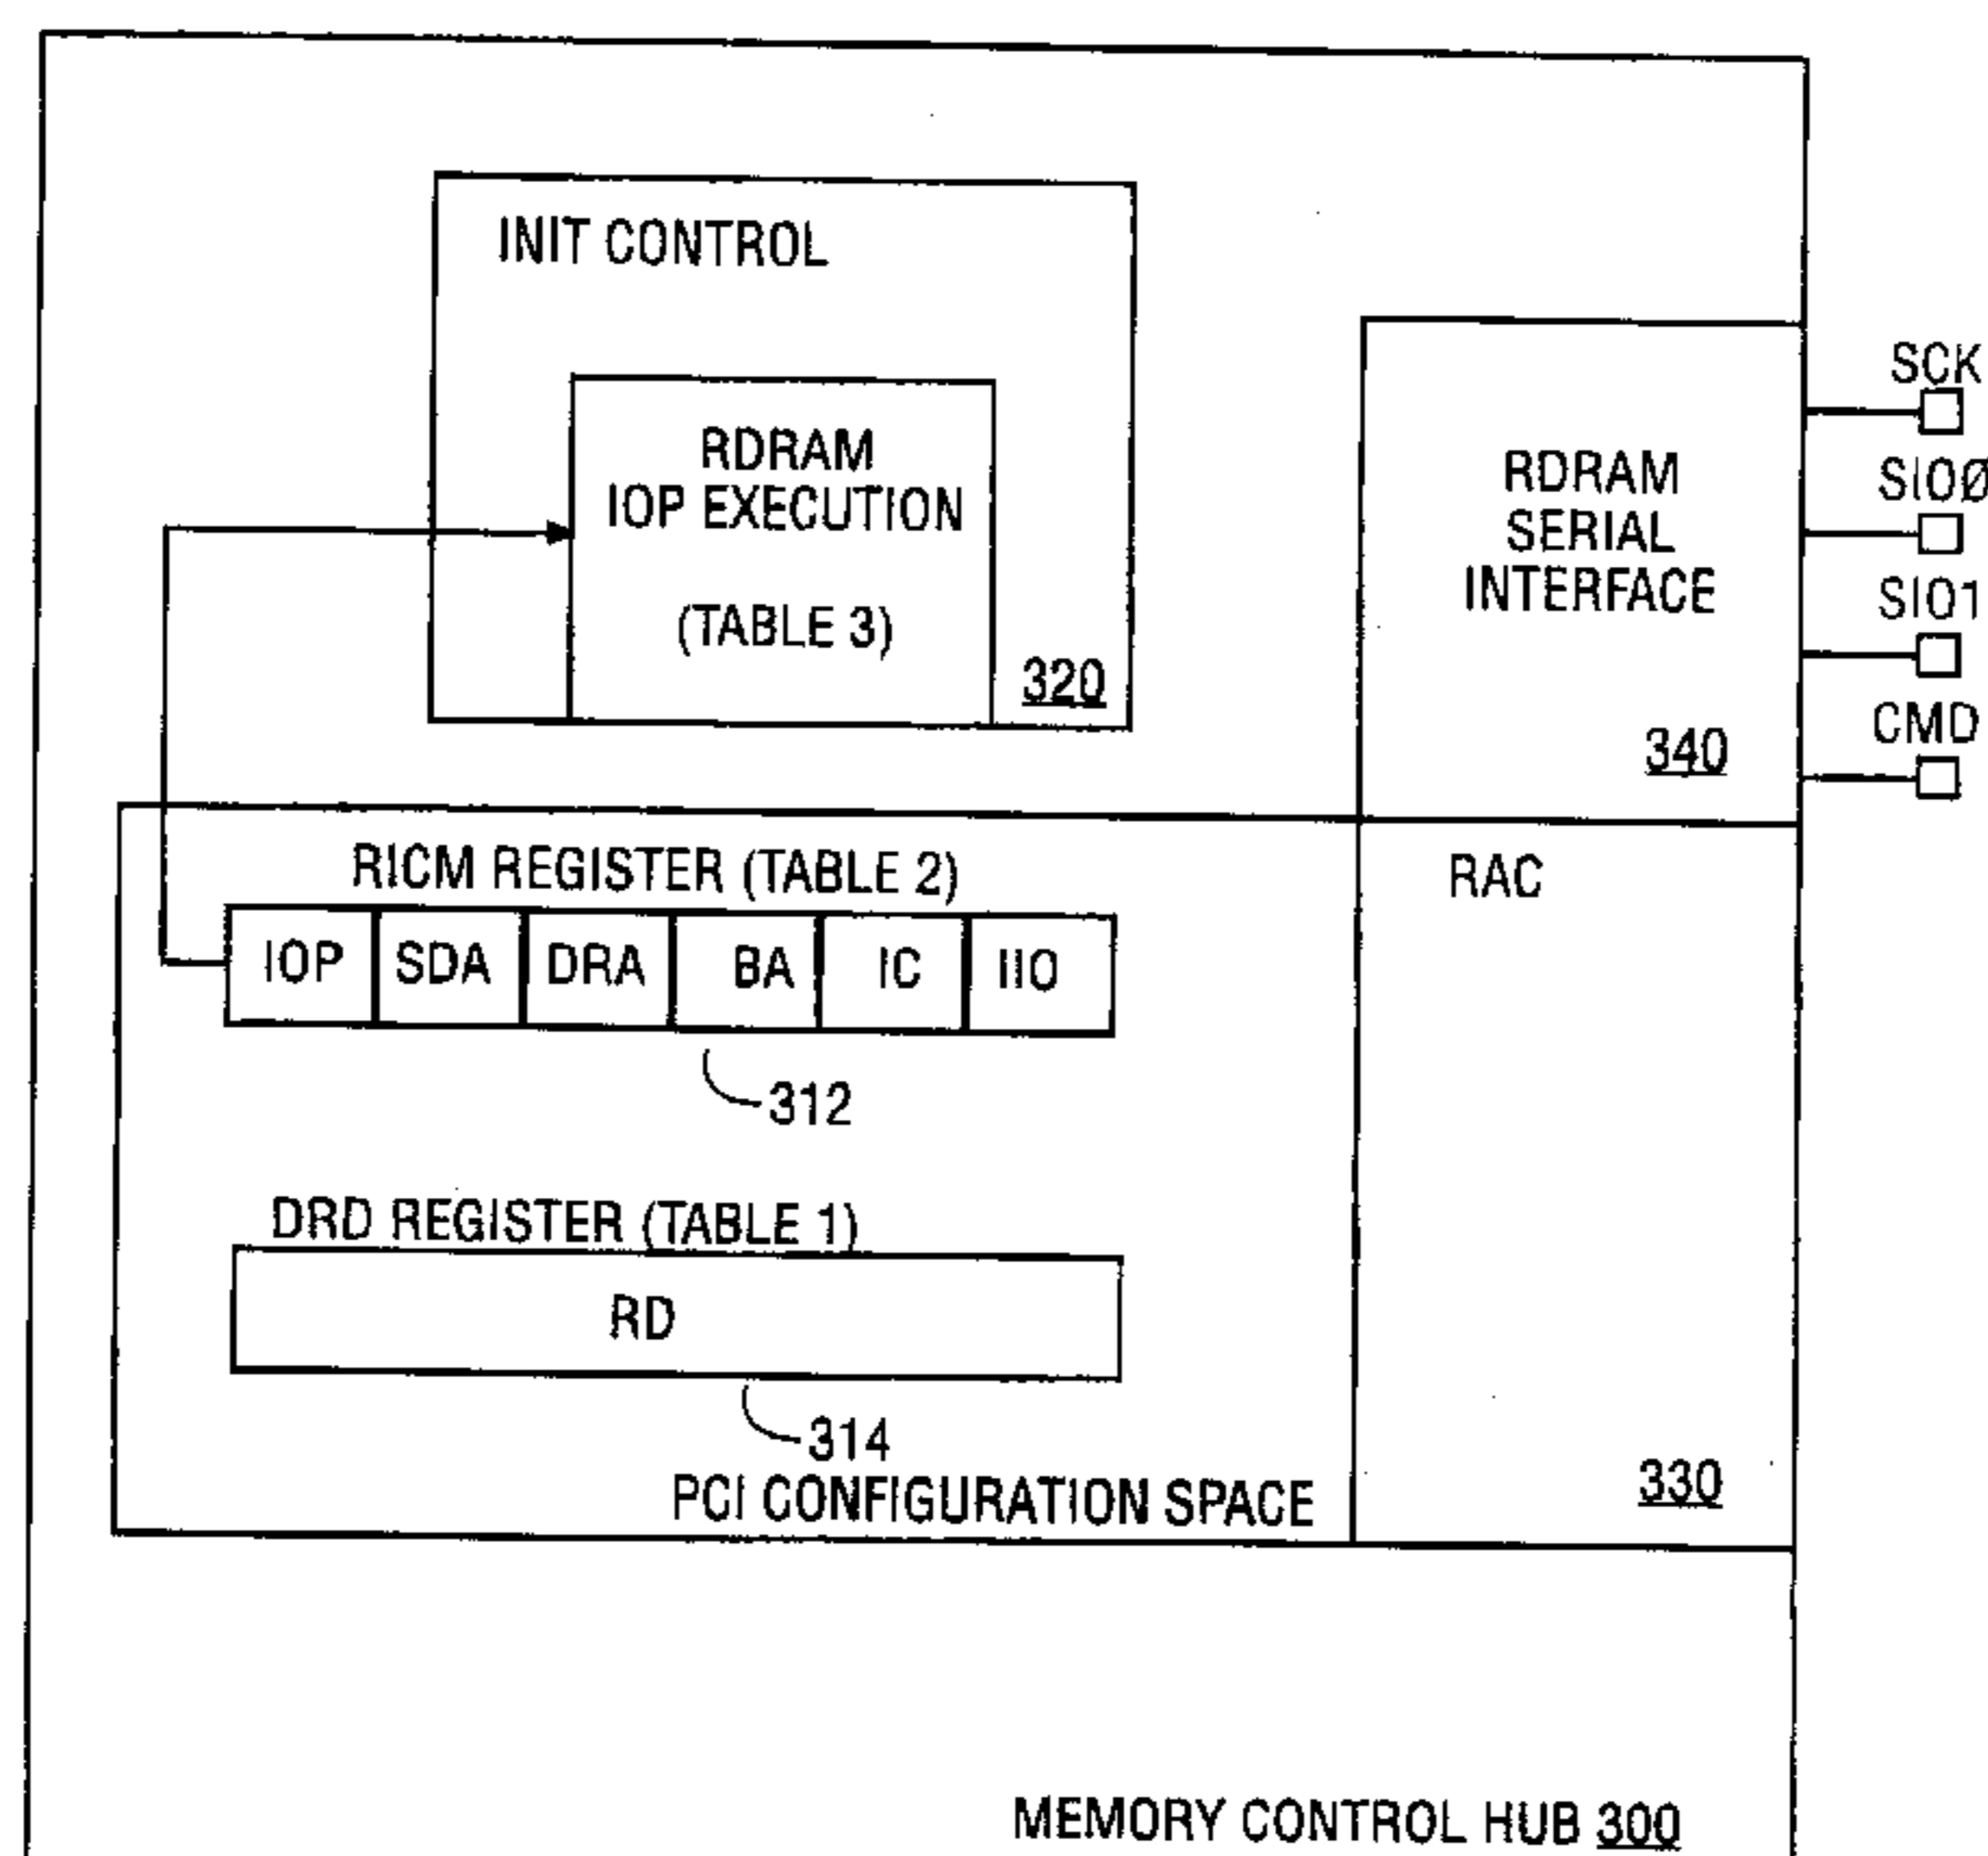 INIT CONTROL
RDRAM
IOP EXECUTION
(TABLE 3)
320
RDRAM
SERIAL
INTERFACE
340
SCK
SIOØ
SIO1
CMD
RICM REGISTER (TABLE 2)
IOP SDA DRA BA IC IIO
312
DRD REGISTER (TABLE 1)
RD
314
PCI CONFIGURATION SPACE
RAC
330
MEMORY CONTROL HUB 300